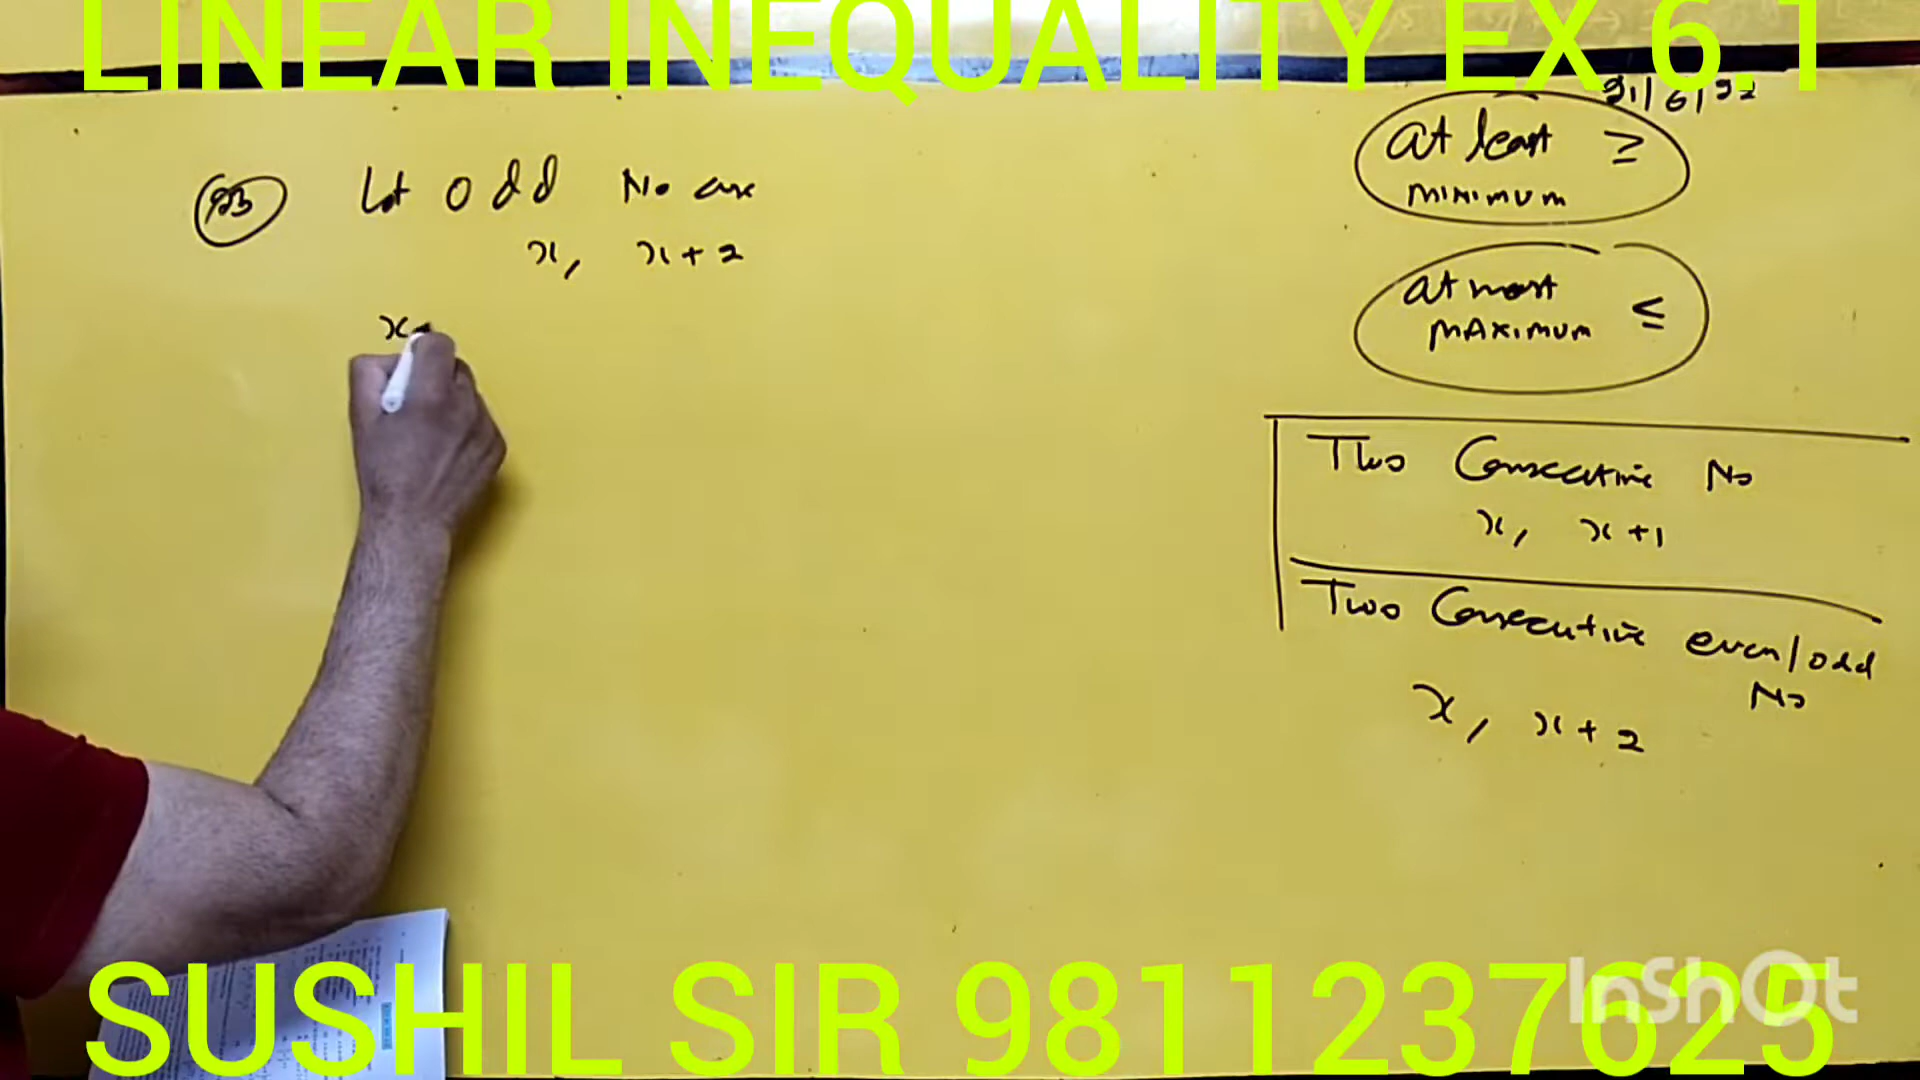 LINEAR INEQUALITY EX 6.1
Q23 Let odd No are
x, x+2
x
at least ≥
MINIMUM
at most ≤
MAXIMUM
Two Consecutive No
x, x+1
Two Consecutive even/odd
No
x, x+2
SUSHIL SIR 9811237625
InShOt